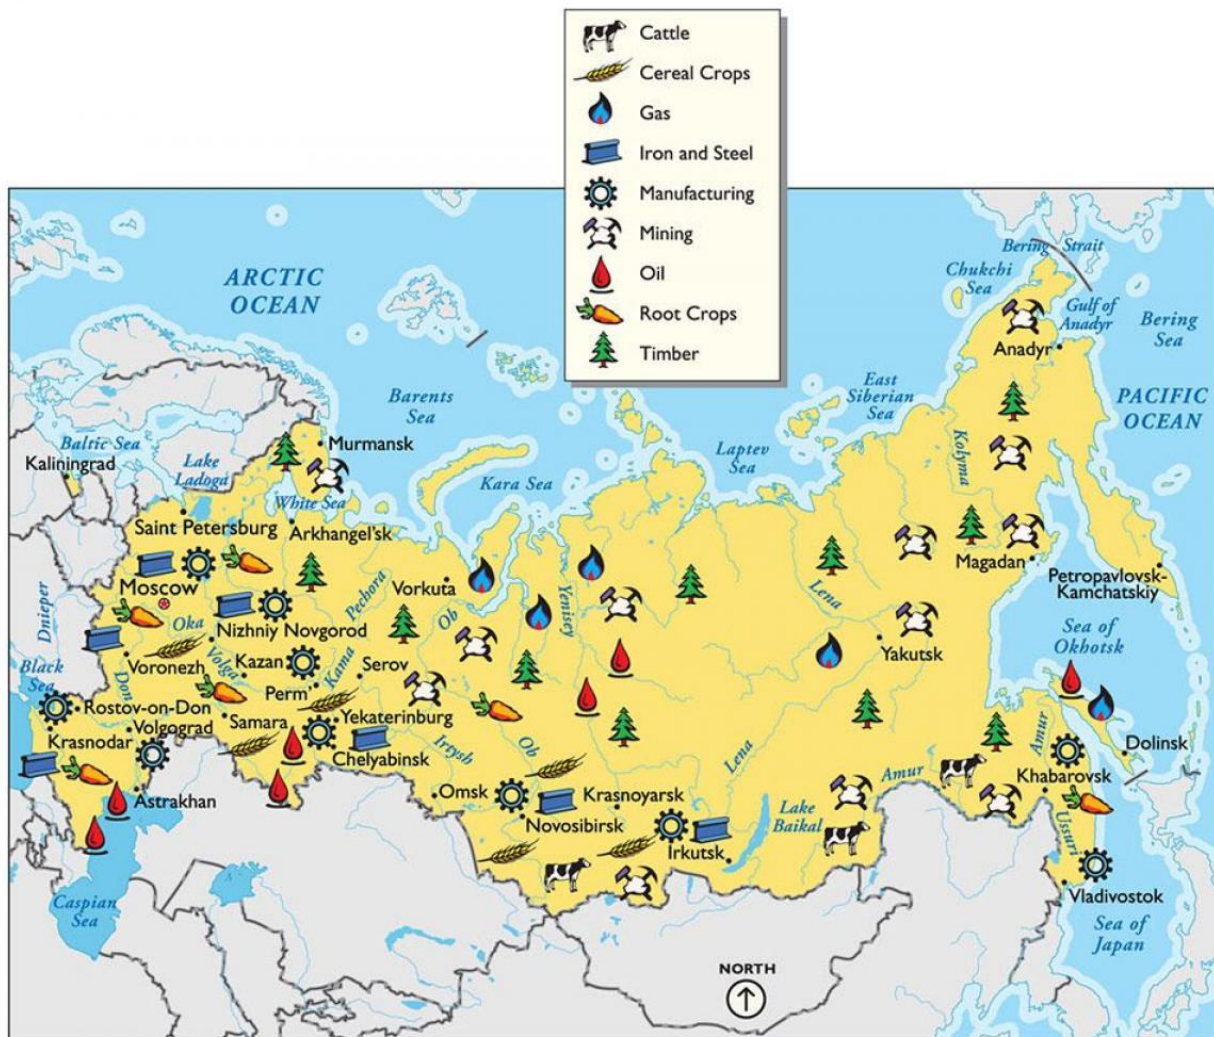 Cattle
Cereal Crops
Gas
Iron and Steel
Manufacturing
Mining
Oil
Root Crops
Timber
ARCTIC
OCEAN
Bering Strait
Chukchi
Sea
Gulf of
Anadyr
Bering
Sea
Anadyr
East
Siberian
Sea
PACIFIC
OCEAN
Barents
Sea
Laptev
Sea
Kara Sea
Kolyma
Baltic Sea
Kaliningrad
Lake
Ladoga
Murmansk
White Sea
Saint Petersburg
Arkhangel'sk
Moscow
Vorkuta
Pechora
Ob
Yenisey
Lena
Magadan
Petropavlovsk-
Kamchatskiy
Dnieper
Oka
Nizhniy Novgorod
Yakutsk
Sea of
Okhotsk
Black
Sea
Voronezh
Volga
Kazan
Kama
Serov
Perm'
Don
Rostov-on-Don
Volgograd
Samara
Yekaterinburg
Krasnodar
Chelyabinsk
Irtysh
Ob
Lena
Amur
Amur
Dolinsk
Khabarovsk
Astrakhan
Omsk
Krasnoyarsk
Novosibirsk
Lake
Baikal
Irkutsk
Ussuri
Vladivostok
Caspian
Sea
Sea of
Japan
NORTH